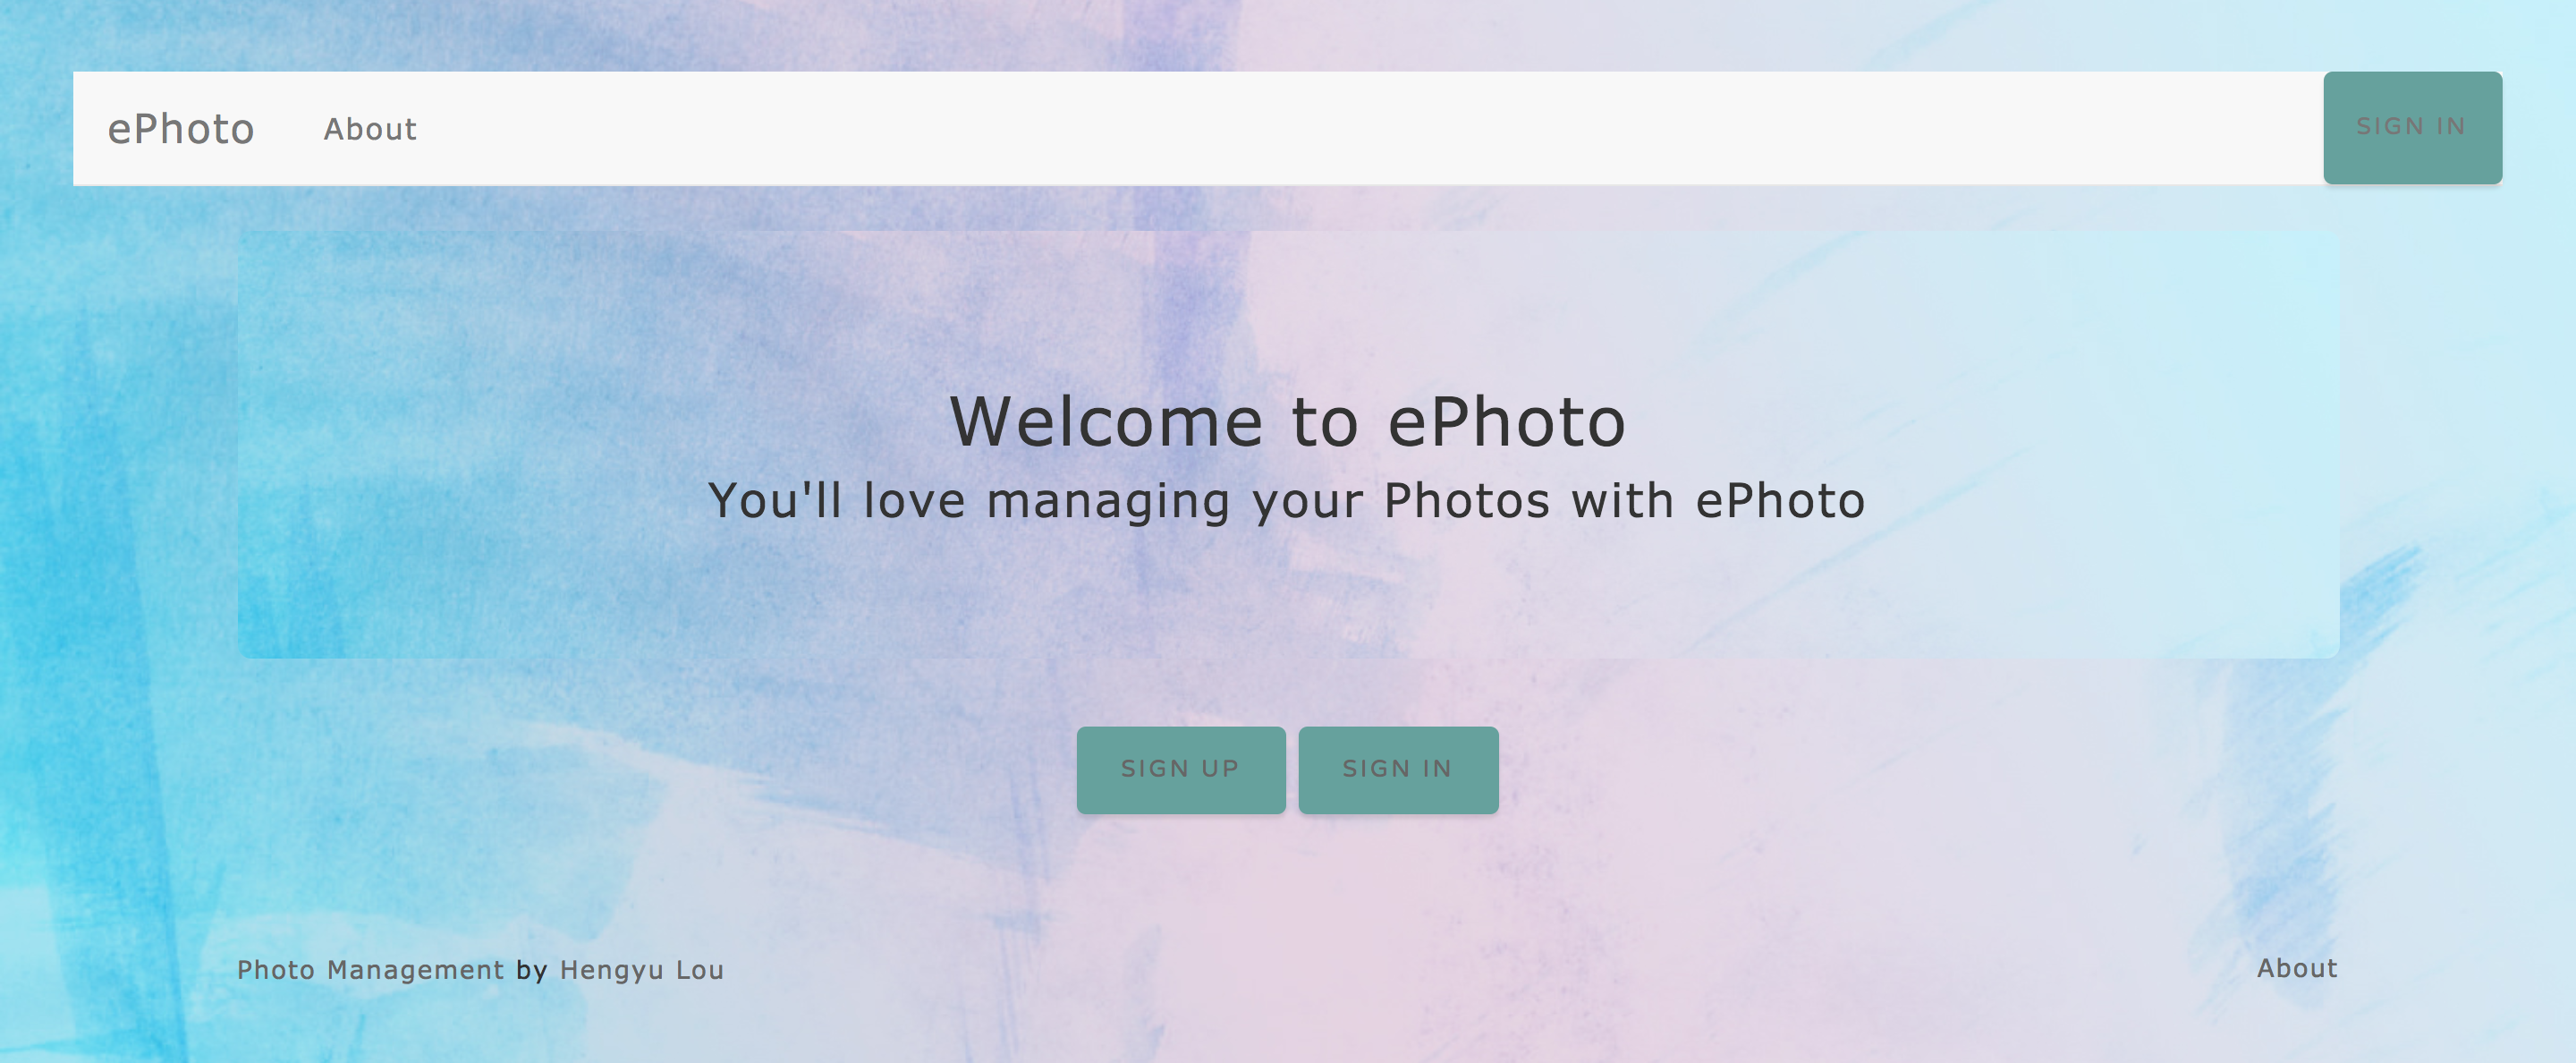 ePhoto About SIGN IN
Welcome to ePhoto
You'll love managing your Photos with ePhoto
SIGN UP SIGN IN
Photo Management by Hengyu Lou About